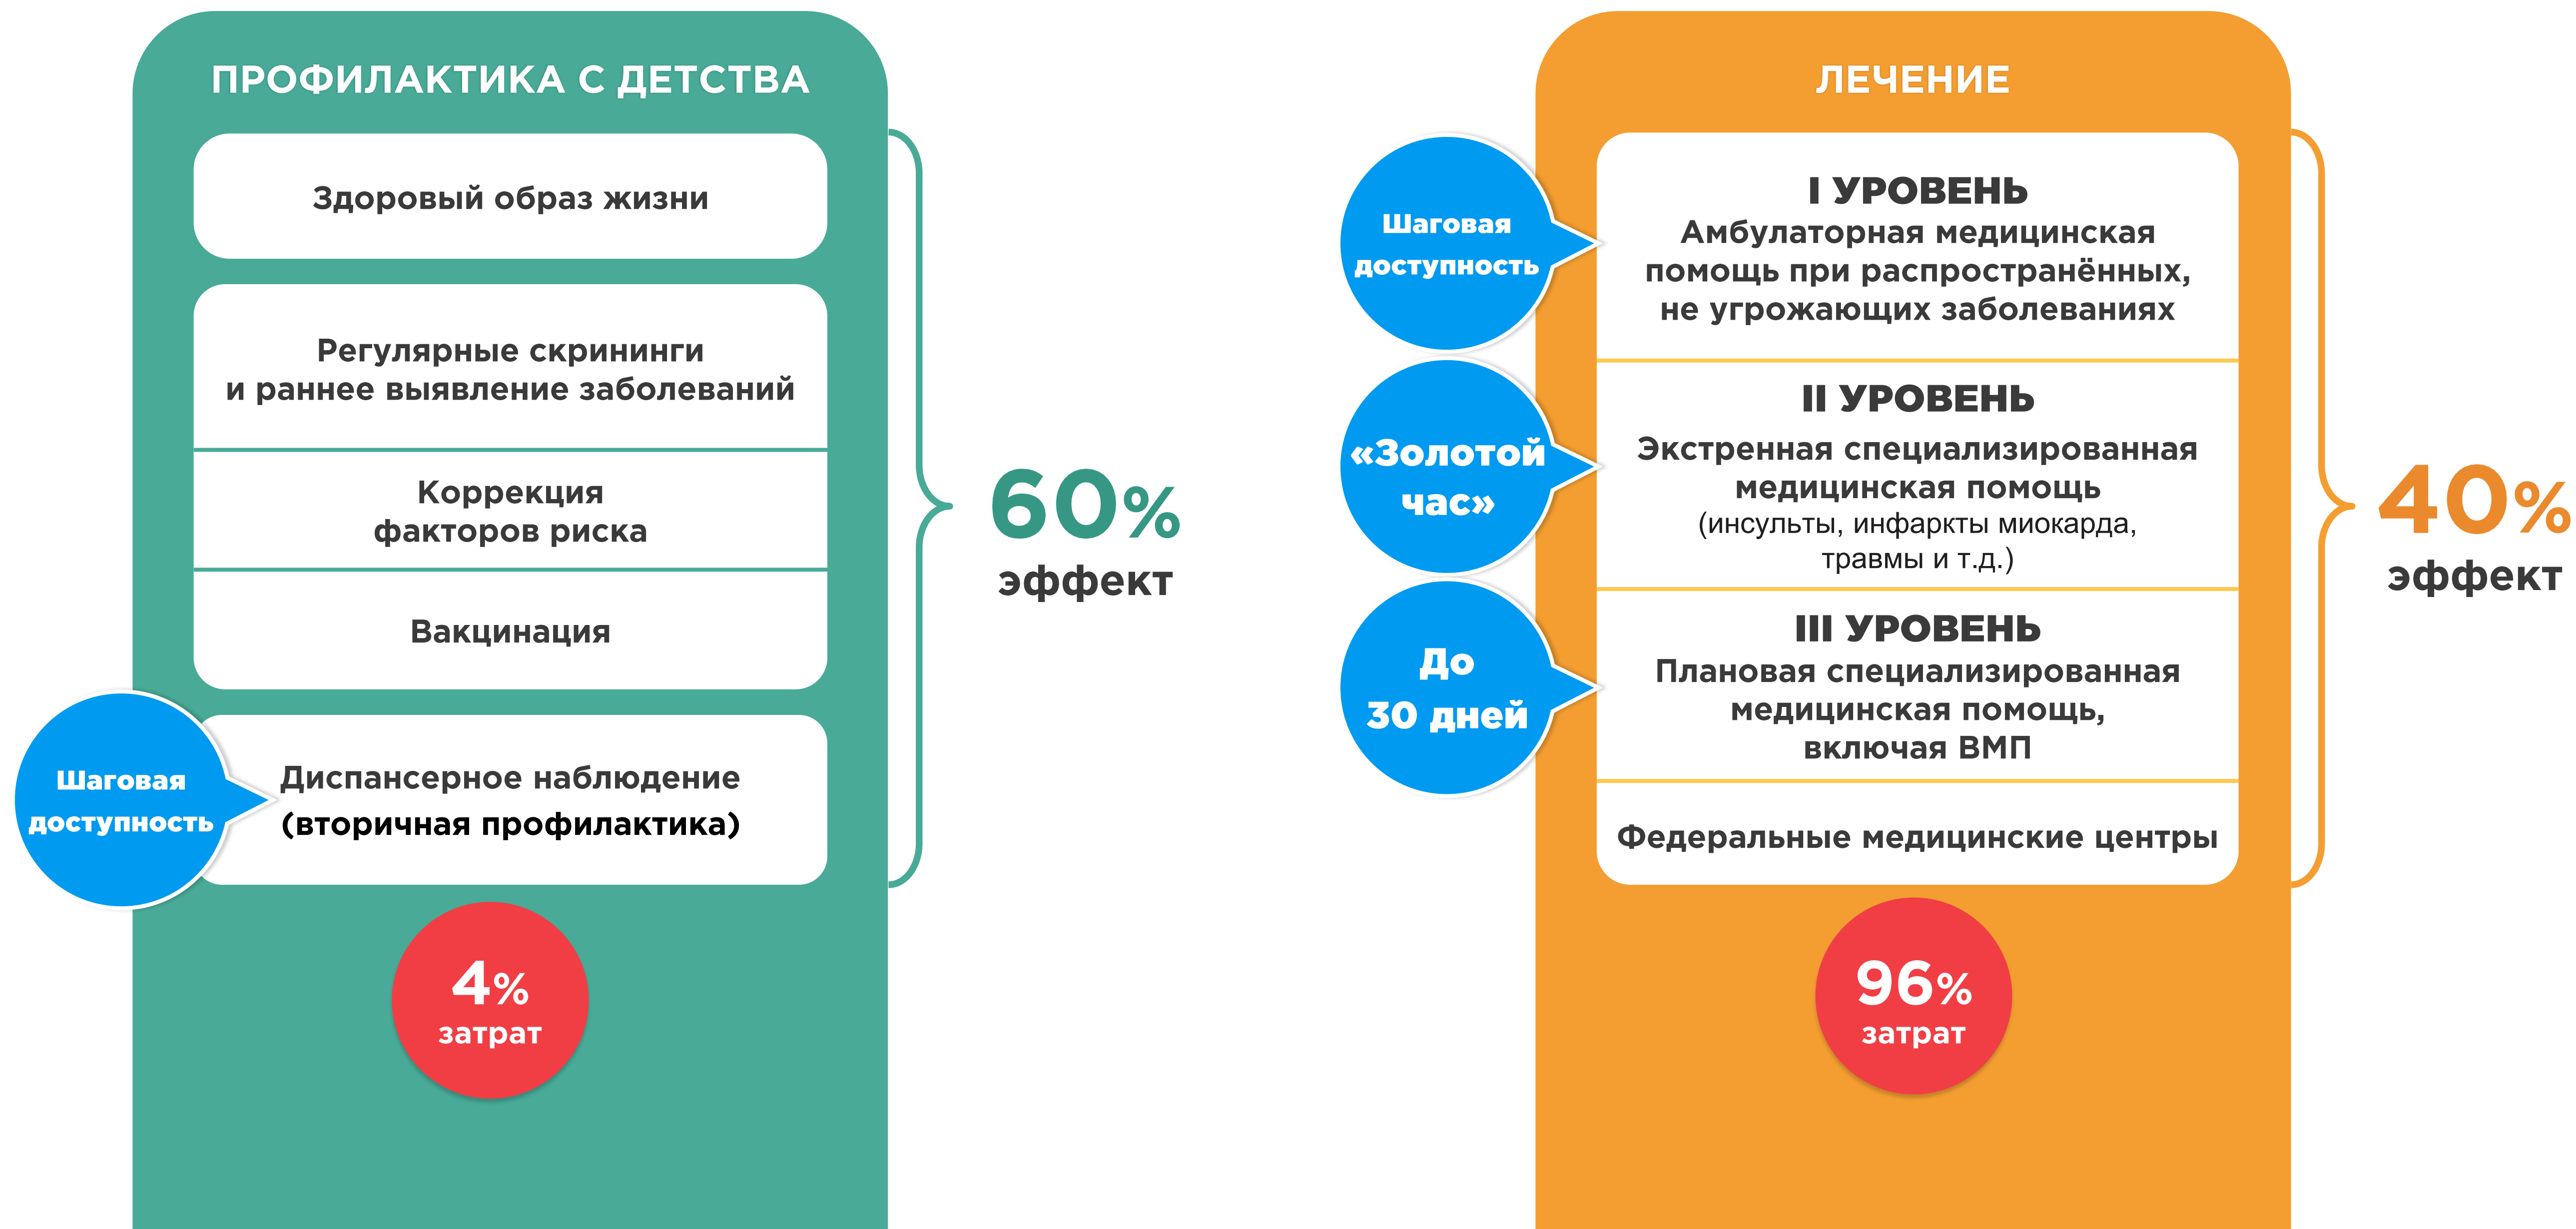 ПРОФИЛАКТИКА С ДЕТСТВА
Здоровый образ жизни
Регулярные скрининги
и раннее выявление заболеваний
Коррекция
факторов риска
Вакцинация
Шаговая
доступность
Диспансерное наблюдение
(вторичная профилактика)
4%
затрат
60%
эффект
ЛЕЧЕНИЕ
Шаговая
доступность
I УРОВЕНЬ
Амбулаторная медицинская
помощь при распространённых,
не угрожающих заболеваниях
«Золотой
час»
II УРОВЕНЬ
Экстренная специализированная
медицинская помощь
(инсульты, инфаркты миокарда,
травмы и т.д.)
До
30 дней
III УРОВЕНЬ
Плановая специализированная
медицинская помощь,
включая ВМП
Федеральные медицинские центры
96%
затрат
40%
эффект